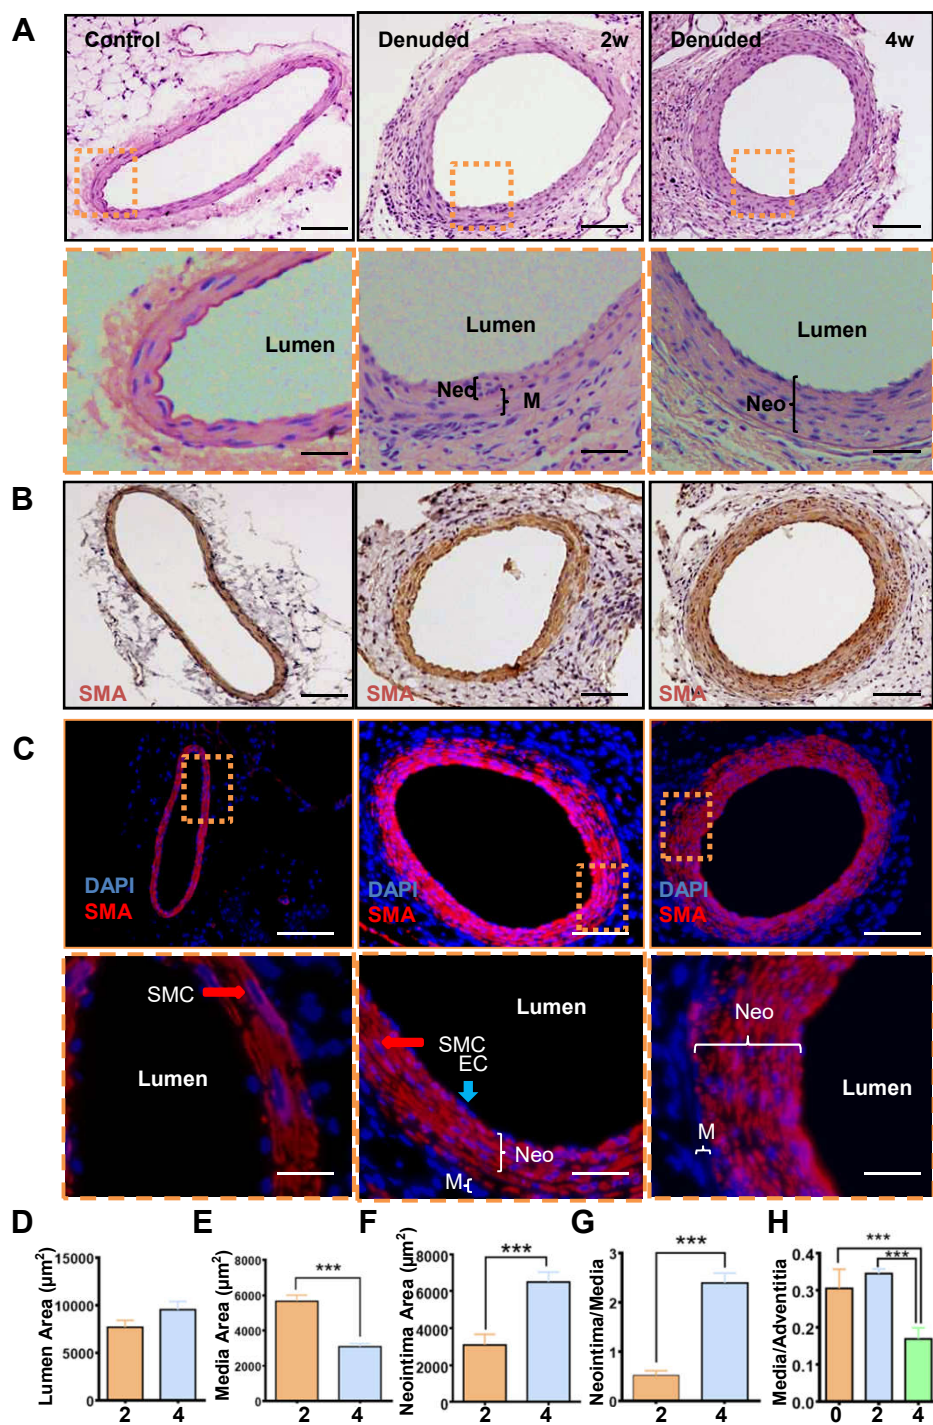 A
Control
Denuded 2w
Denuded 4w
Lumen
Lumen
Neo
M
Lumen
Neo
B
SMA
SMA
SMA
C
DAPI
SMA
DAPI
SMA
DAPI
SMA
SMC
Lumen
Lumen
SMC
EC
Neo
M
Neo
Lumen
M
D
Lumen Area (μm²)
15000
10000
5000
0
2 4
E
Media Area (μm²)
8000
6000
4000
2000
0
***
2 4
F
Neointima Area (μm²)
8000
6000
4000
2000
0
***
2 4
G
Neointima/Media
3
2
1
0
***
2 4
H
Media/Adventitia
0.4
0.3
0.2
0.1
0.0
***
***
0 2 4